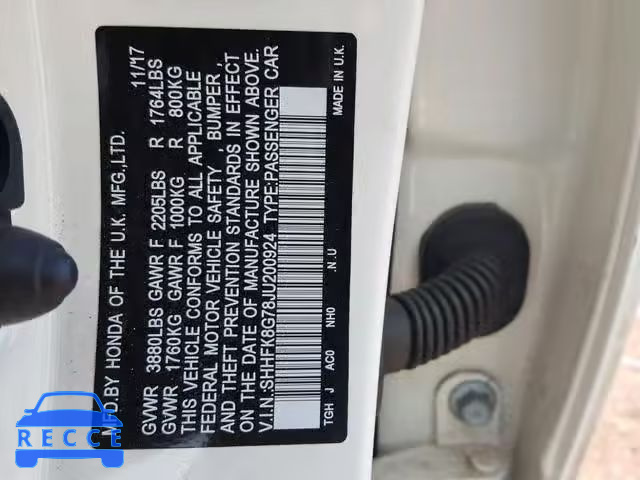 MFD.BY HONDA OF THE U.K. MFG.,LTD. 11/17
GVWR 3880LBS GAWR F 2205LBS R 1764LBS
GVWR 1760KG GAWR F 1000KG R 800KG
THIS VEHICLE CONFORMS TO ALL APPLICABLE
FEDERAL MOTOR VEHICLE SAFETY , BUMPER ,
AND THEFT PREVENTION STANDARDS IN EFFECT
ON THE DATE OF MANUFACTURE SHOWN ABOVE.
V.I.N.:SHHFK8G78JU200924 TYPE:PASSENGER CAR
TGH J AC0 NH0 .N.U MADE IN U.K.
RECCE